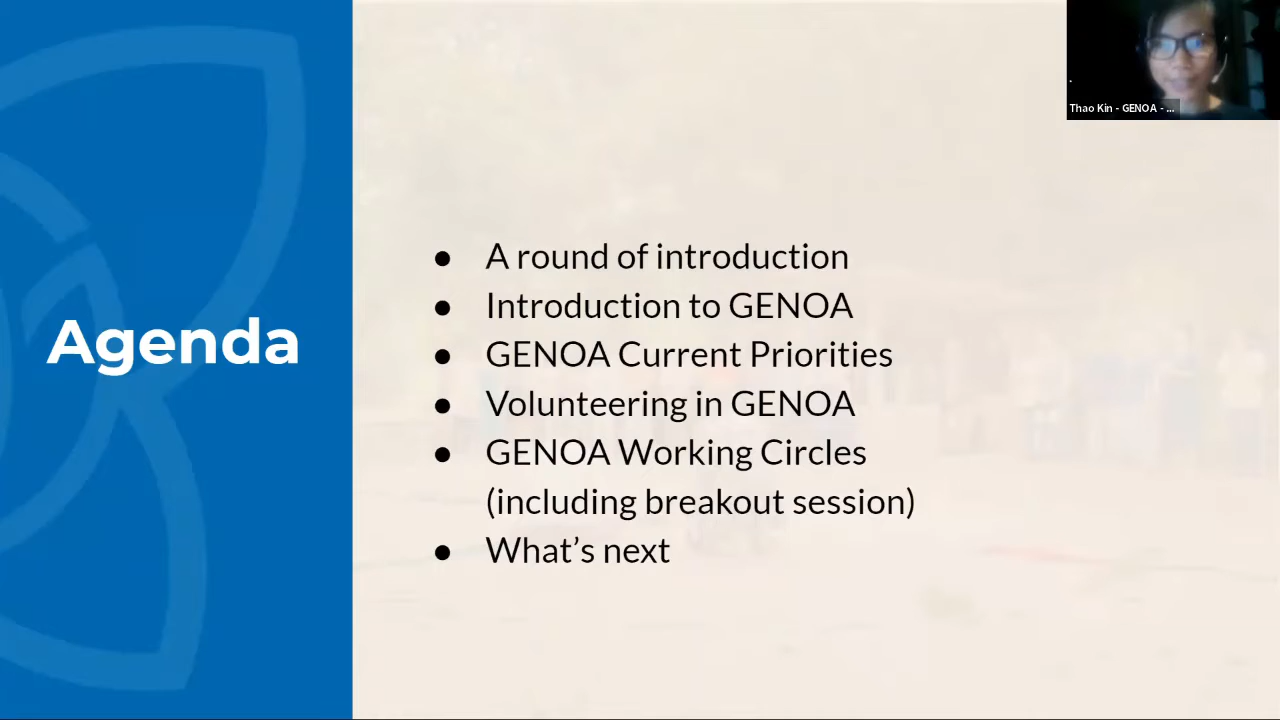 Thao Kin - GENOA - ...
Agenda
● A round of introduction
● Introduction to GENOA
● GENOA Current Priorities
● Volunteering in GENOA
● GENOA Working Circles
(including breakout session)
● What’s next